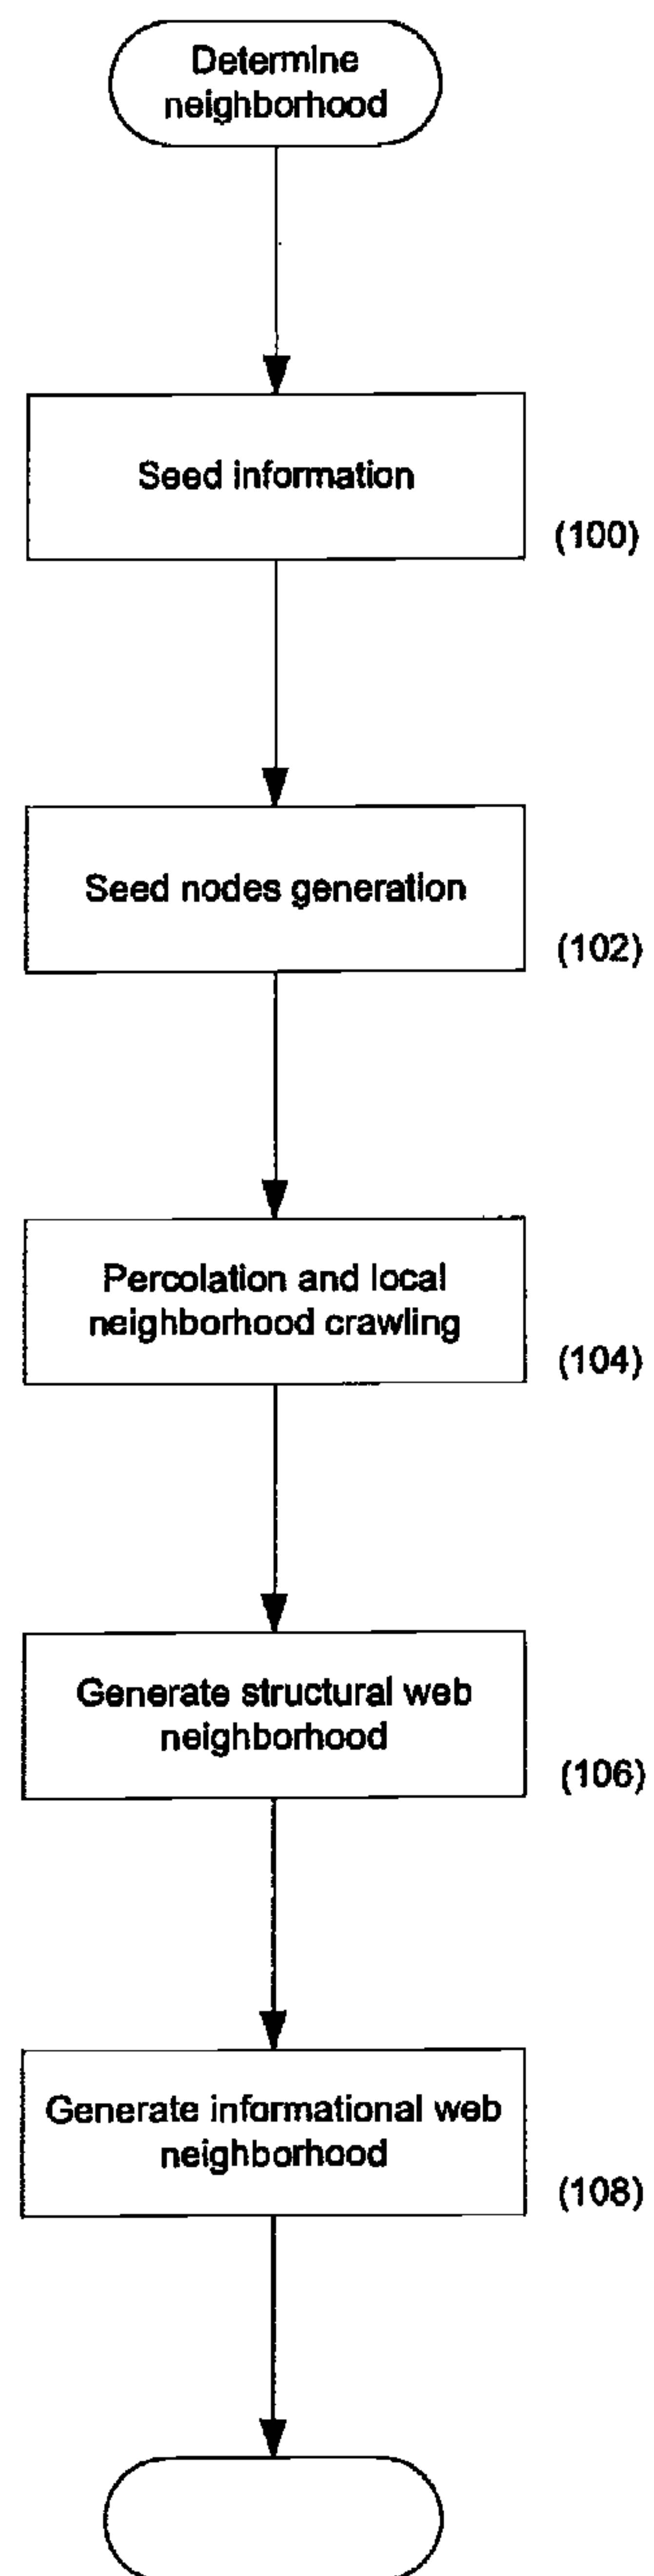 Determine
neighborhood
Seed information
(100)
Seed nodes generation
(102)
Percolation and local
neighborhood crawling
(104)
Generate structural web
neighborhood
(106)
Generate informational web
neighborhood
(108)